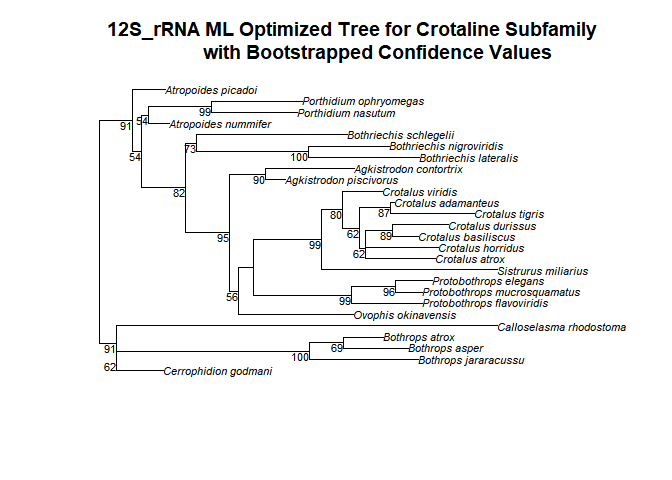 12S_rRNA ML Optimized Tree for Crotaline Subfamily
with Bootstrapped Confidence Values
Atropoides picadoi
Porthidium ophryomegas
99
Porthidium nasutum
54
Atropoides nummifer
91
Bothriechis schlegelii
73
Bothriechis nigroviridis
54
100
Bothriechis lateralis
Agkistrodon contortrix
90
Agkistrodon piscivorus
82
Crotalus viridis
Crotalus adamanteus
80
87
Crotalus tigris
Crotalus durissus
62
89
Crotalus basiliscus
95
99
Crotalus horridus
62
Crotalus atrox
Sistrurus miliarius
Protobothrops elegans
96
Protobothrops mucrosquamatus
56
99
Protobothrops flavoviridis
Ovophis okinavensis
Calloselasma rhodostoma
Bothrops atrox
91
69
Bothrops asper
100
Bothrops jararacussu
62
Cerrophidion godmani